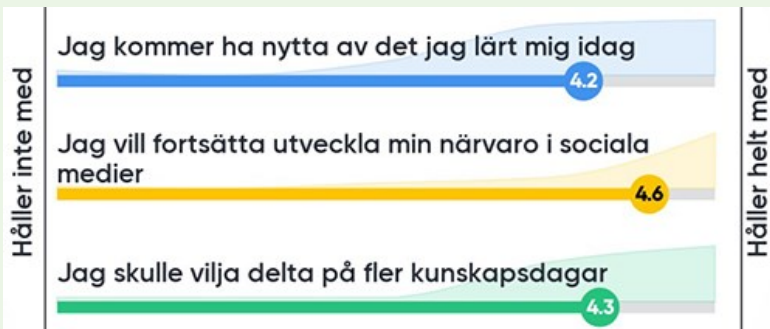 Håller inte med
Jag kommer ha nytta av det jag lärt mig idag
4.2
Jag vill fortsätta utveckla min närvaro i sociala
medier
4.6
Jag skulle vilja delta på fler kunskapsdagar
4.3
Håller helt med